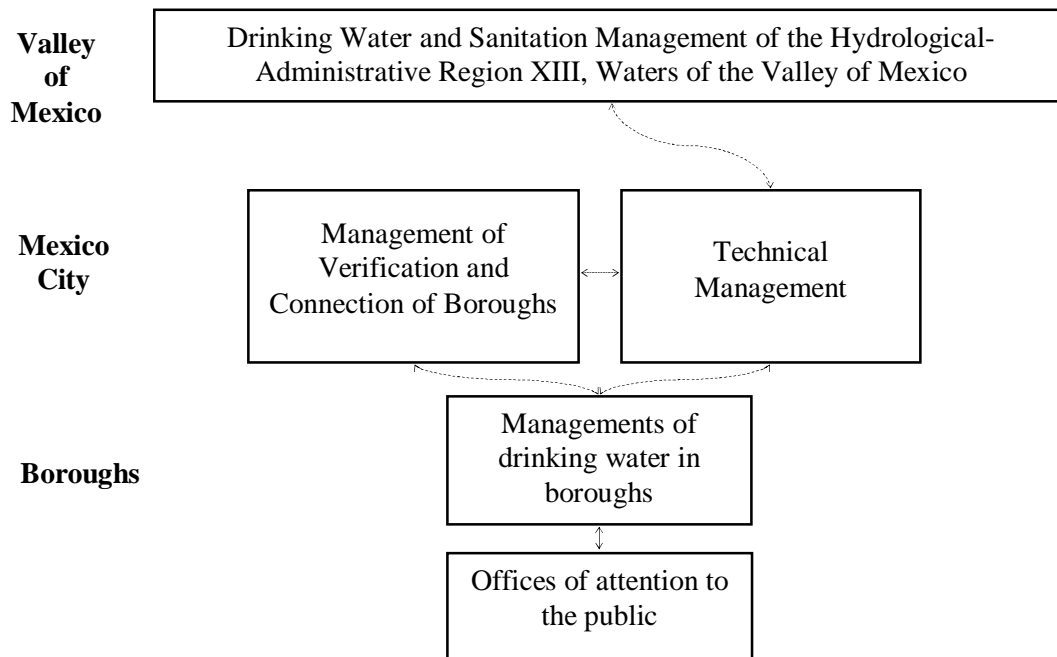 Valley
of
Mexico
Drinking Water and Sanitation Management of the Hydrological-
Administrative Region XIII, Waters of the Valley of Mexico
Mexico
City
Management of
Verification and
Connection of Boroughs
Technical
Management
Boroughs
Managements of
drinking water in
boroughs
Offices of attention to
the public